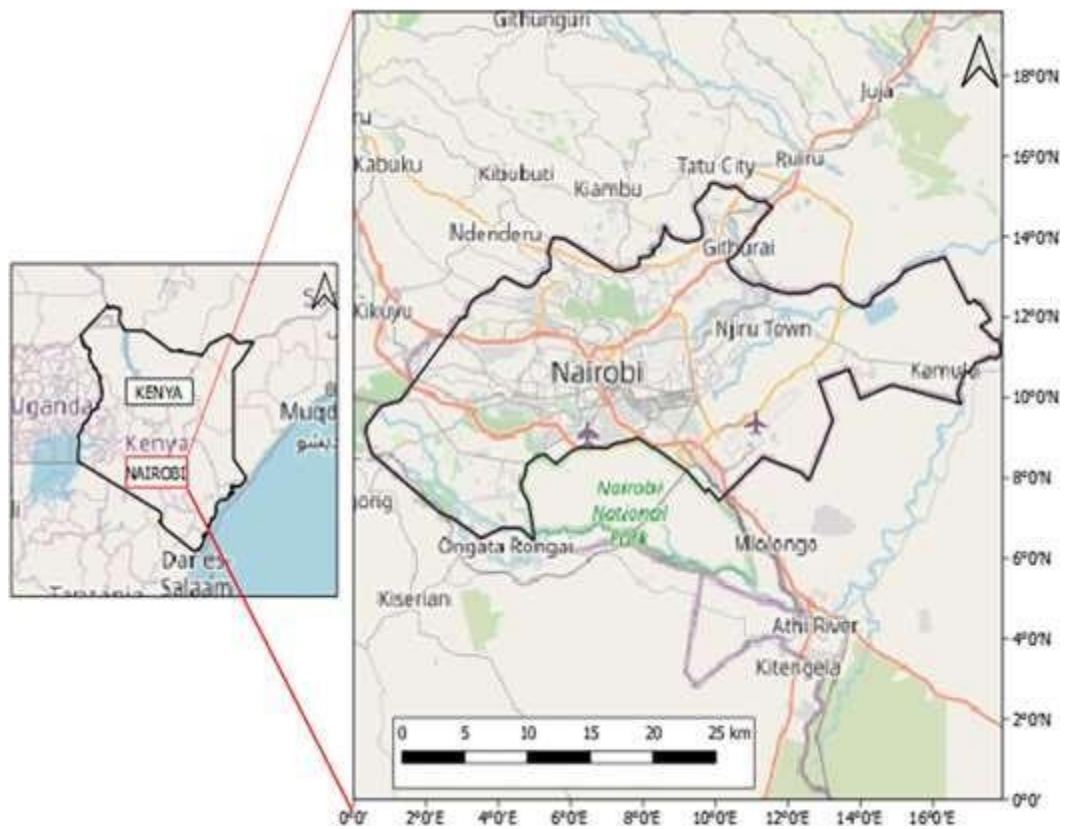 Githunguri
18°0'N
Juja
ru
Kabuku
Kibubuti
Kiambu
Tatu City
Ruiru
16°0'N
Ndenderu
Githurai
14°0'N
Kikuyu
Njiru Town
12°0'N
Nairobi
Kamulu
10°0'N
8°0'N
Nairobi
National
Park
ong
Ongata Rongai
Mlolongo
6°0'N
Kiserian
Athi River
4°0'N
Kitengela
2°0'N
0 5 10 15 20 25 km
0°0'
0°0' 2°0'E 4°0'E 6°0'E 8°0'E 10°0'E 12°0'E 14°0'E 16°0'E
KENYA
Uganda
Muqd
Kenya
NAIROBI
Dar es
Salaam
Tanzania